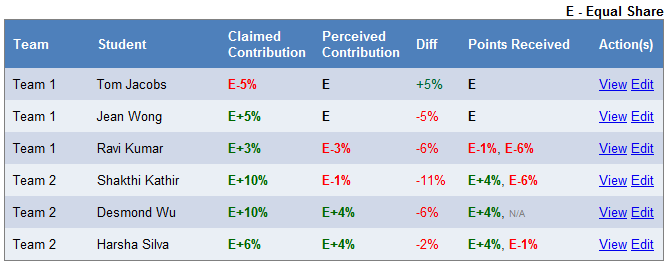 E - Equal Share
Team Student Claimed Contribution Perceived Contribution Diff Points Received Action(s)
Team 1 Tom Jacobs E-5% E +5% E View Edit
Team 1 Jean Wong E+5% E -5% E View Edit
Team 1 Ravi Kumar E+3% E-3% -6% E-1%, E-6% View Edit
Team 2 Shakthi Kathir E+10% E-1% -11% E+4%, E-6% View Edit
Team 2 Desmond Wu E+10% E+4% -6% E+4%, N/A View Edit
Team 2 Harsha Silva E+6% E+4% -2% E+4%, E-1% View Edit